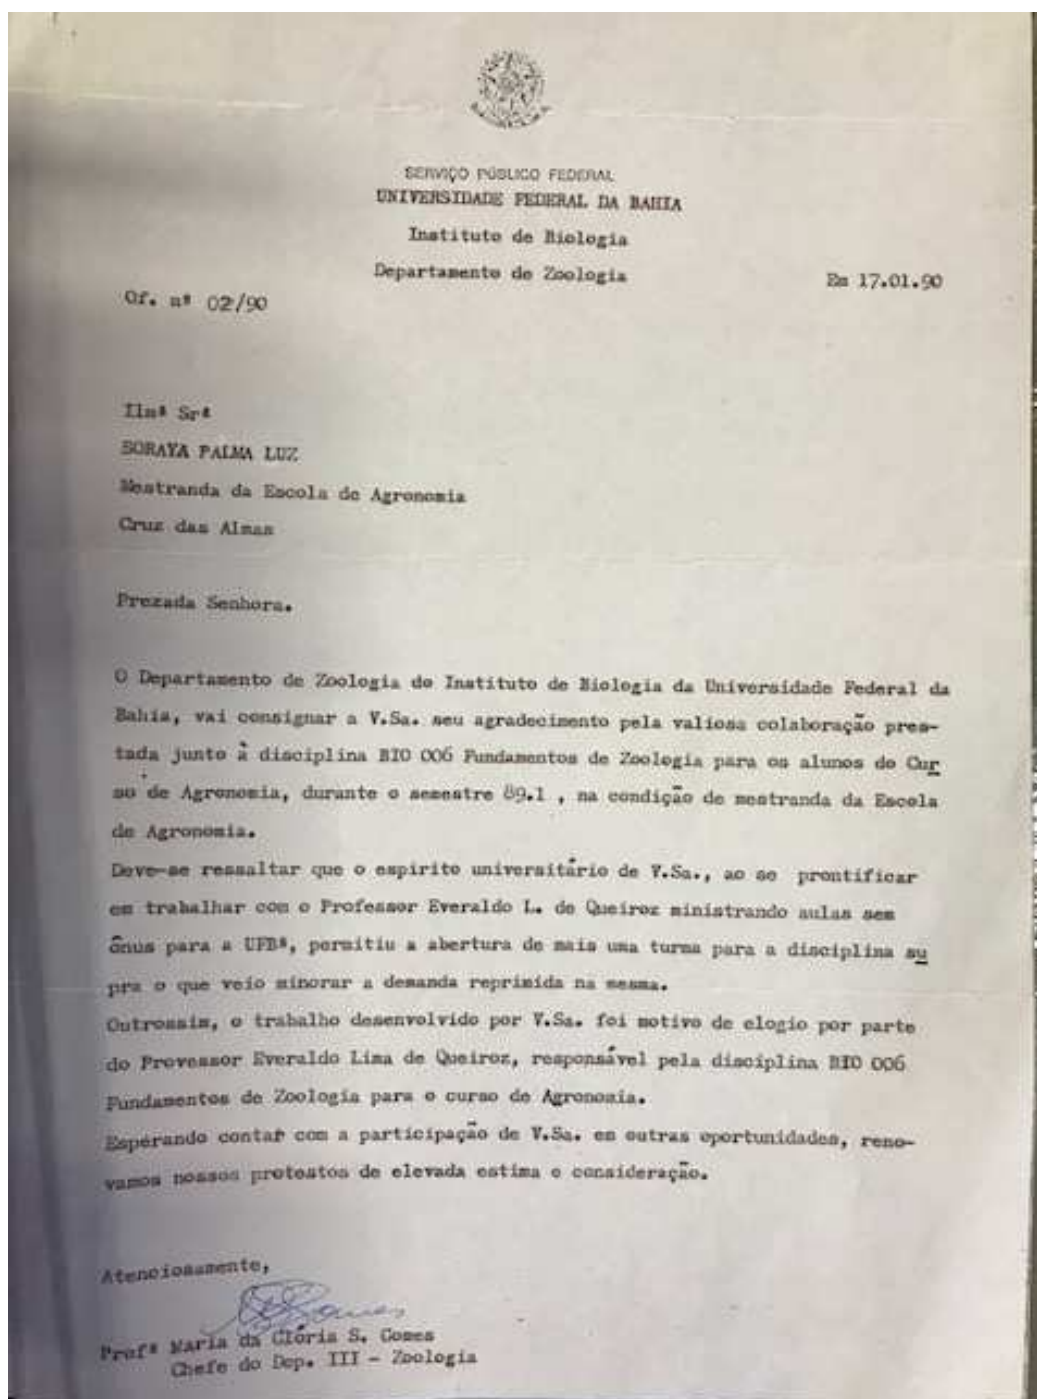 SERVIÇO PÚBLICO FEDERAL
UNIVERSIDADE FEDERAL DA BAHIA
Instituto de Biologia
Departamento de Zoologia
Em 17.01.90
Of. nº 02/90
Ilmª Srª
SORAYA PALMA LUZ
Mestranda da Escola de Agronomia
Cruz das Almas
Prezada Senhora.
O Departamento de Zoologia do Instituto de Biologia da Universidade Federal da
Bahia, vai consignar a V.Sa. seu agradecimento pela valiosa colaboração pres-
tada junto à disciplina BIO 006 Fundamentos de Zoologia para os alunos do Cur
so de Agronomia, durante o semestre 89.1 , na condição de mestranda da Escola
de Agronomia.
Deve-se ressaltar que o espirito universitário de V.Sa., ao se prontificar
em trabalhar com o Professor Everaldo L. de Queiroz ministrando aulas sem
ônus para a UFBª, permitiu a abertura de mais uma turma para a disciplina su
pra o que veio minorar a demanda reprimida na mesma.
Outrossim, o trabalho desenvolvido por V.Sa. foi motivo de elogio por parte
do Provessor Everaldo Lima de Queiroz, responsável pela disciplina BIO 006
Fundamentos de Zoologia para o curso de Agronomia.
Esperando contar com a participação de V.Sa. em outras oportunidades, reno-
vamos nossos protestos de elevada estima e consideração.
Atenciosamente,
Profª Maria da Glória S. Gomes
Chefe do Dep. III - Zoologia